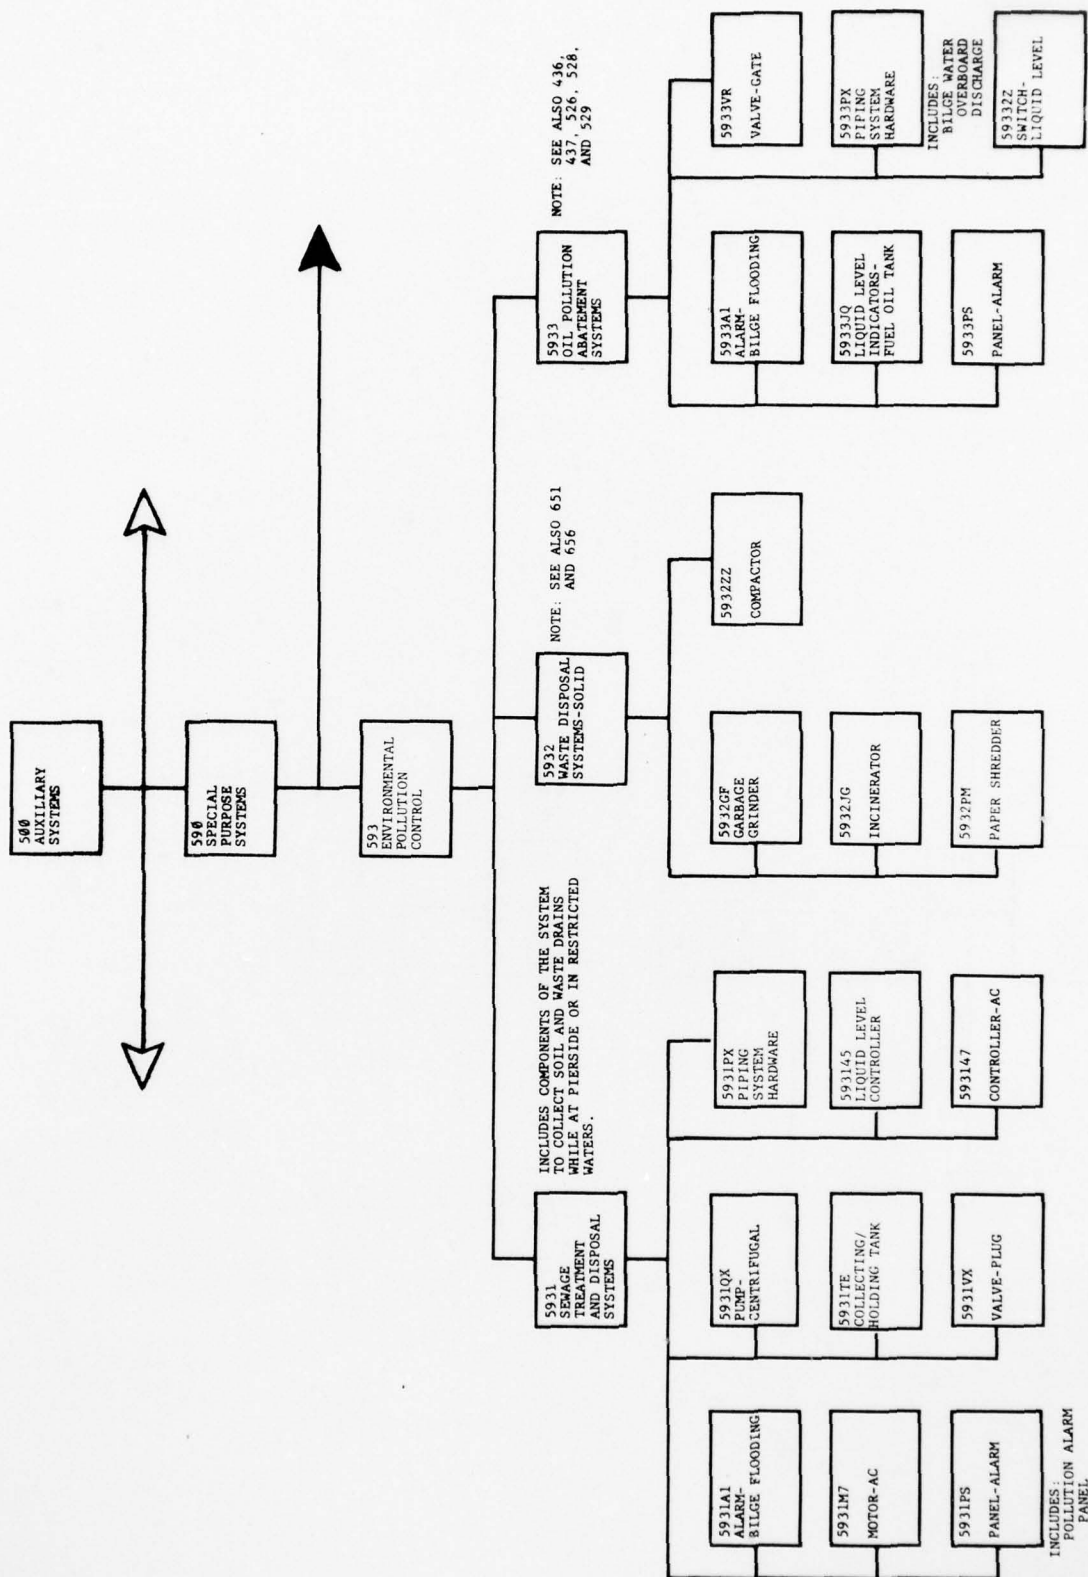 500
AUXILIARY
SYSTEMS
590
SPECIAL
PURPOSE
SYSTEMS
593
ENVIRONMENTAL
POLLUTION
CONTROL
5931
SEWAGE
TREATMENT
AND DISPOSAL
SYSTEMS
INCLUDES COMPONENTS OF THE SYSTEM
TO COLLECT SOIL AND WASTE DRAINS
WHILE AT PIERSIDE OR IN RESTRICTED
WATERS.
5932
WASTE DISPOSAL
SYSTEMS-SOLID
NOTE: SEE ALSO 651
AND 656
5933
OIL POLLUTION
ABATEMENT
SYSTEMS
NOTE: SEE ALSO 436,
437, 526, 528,
AND 529
5931A1
ALARM-
BILGE FLOODING
5931M7
MOTOR-AC
5931PS
PANEL-ALARM
INCLUDES:
POLLUTION ALARM
PANEL
5931QX
PUMP-
CENTRIFUGAL
5931TE
COLLECTING/
HOLDING TANK
5931VX
VALVE-PLUG
5931PX
PIPING
SYSTEM
HARDWARE
593145
LIQUID LEVEL
CONTROLLER
593147
CONTROLLER-AC
5932GF
GARBAGE
GRINDER
5932JG
INCINERATOR
5932PM
PAPER SHREDDER
5932ZZ
COMPACTOR
5933A1
ALARM-
BILGE FLOODING
5933JQ
LIQUID LEVEL
INDICATORS-
FUEL OIL TANK
5933PS
PANEL-ALARM
5933VR
VALVE-GATE
5933PX
PIPING
SYSTEM
HARDWARE
INCLUDES:
BILGE WATER
OVERBOARD
DISCHARGE
59332Z
SWITCH-
LIQUID LEVEL